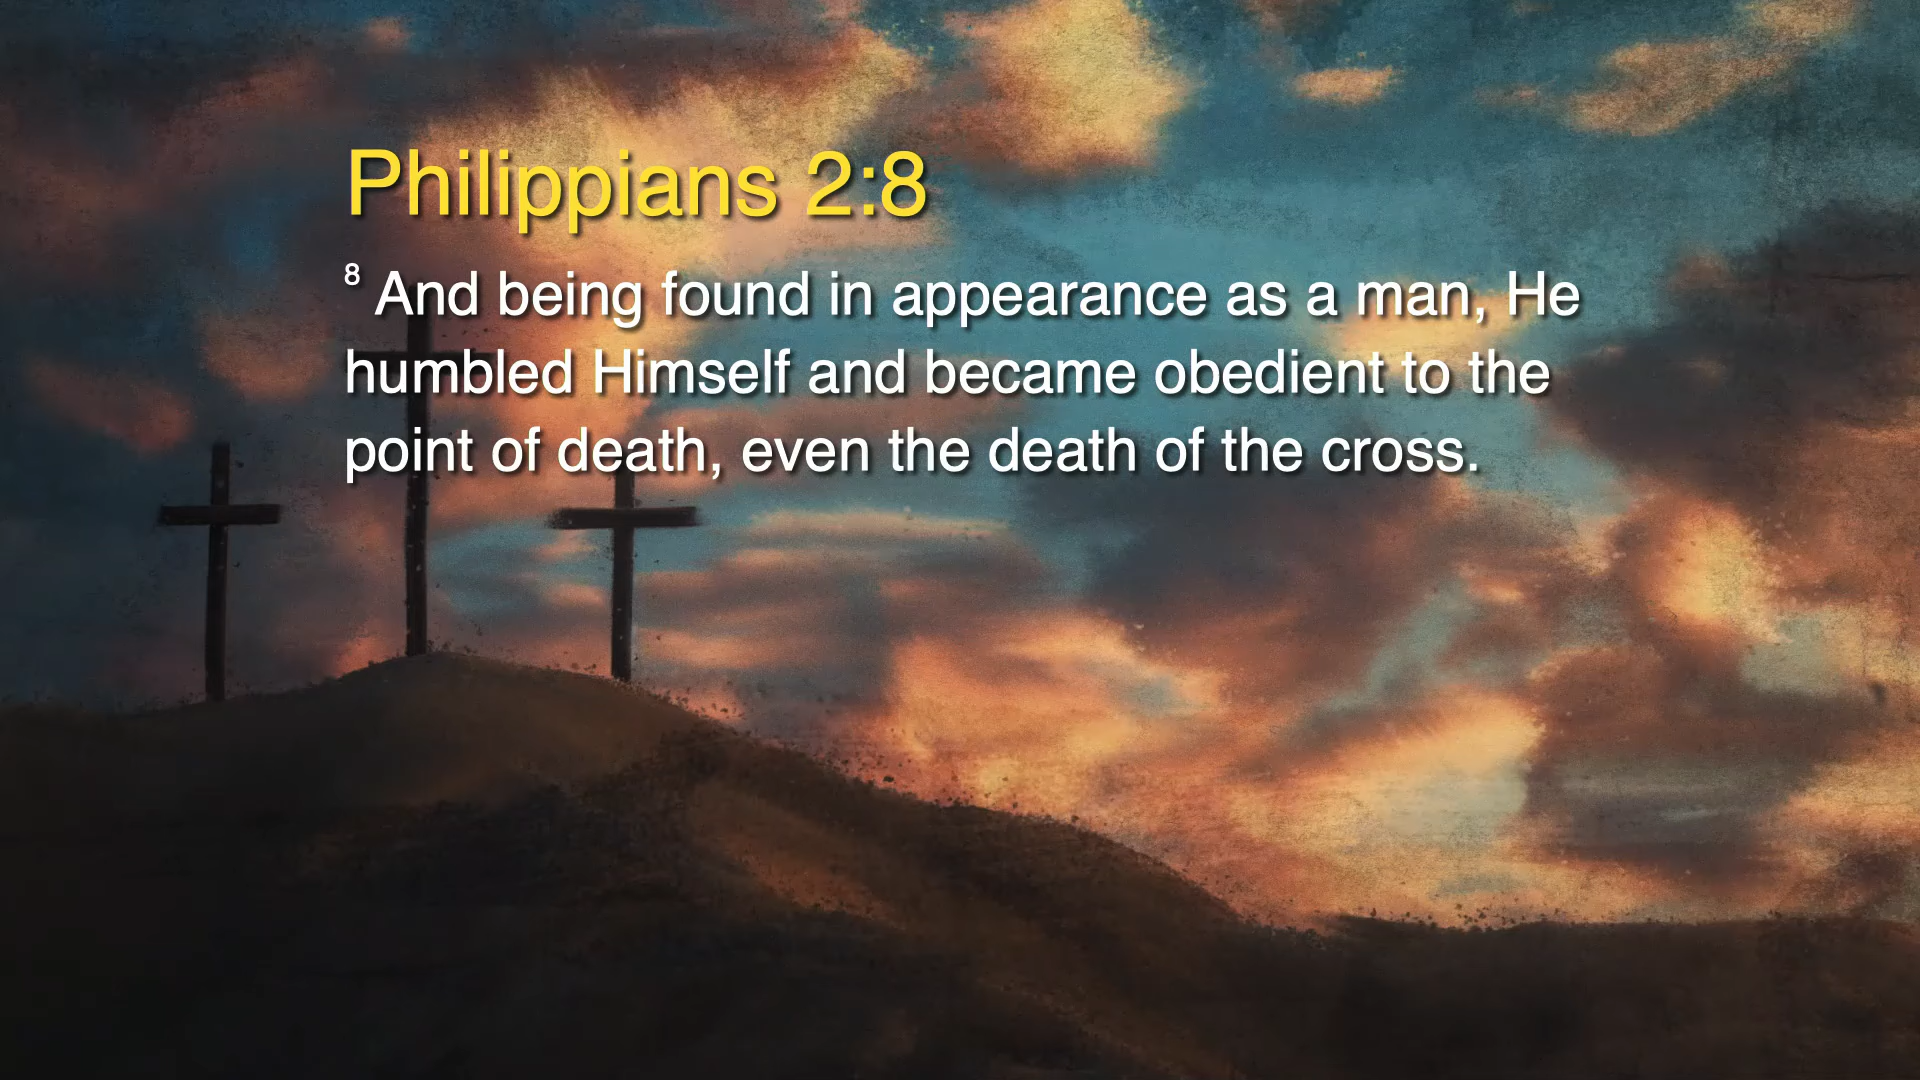 Philippians 2:8
8 And being found in appearance as a man, He
humbled Himself and became obedient to the
point of death, even the death of the cross.